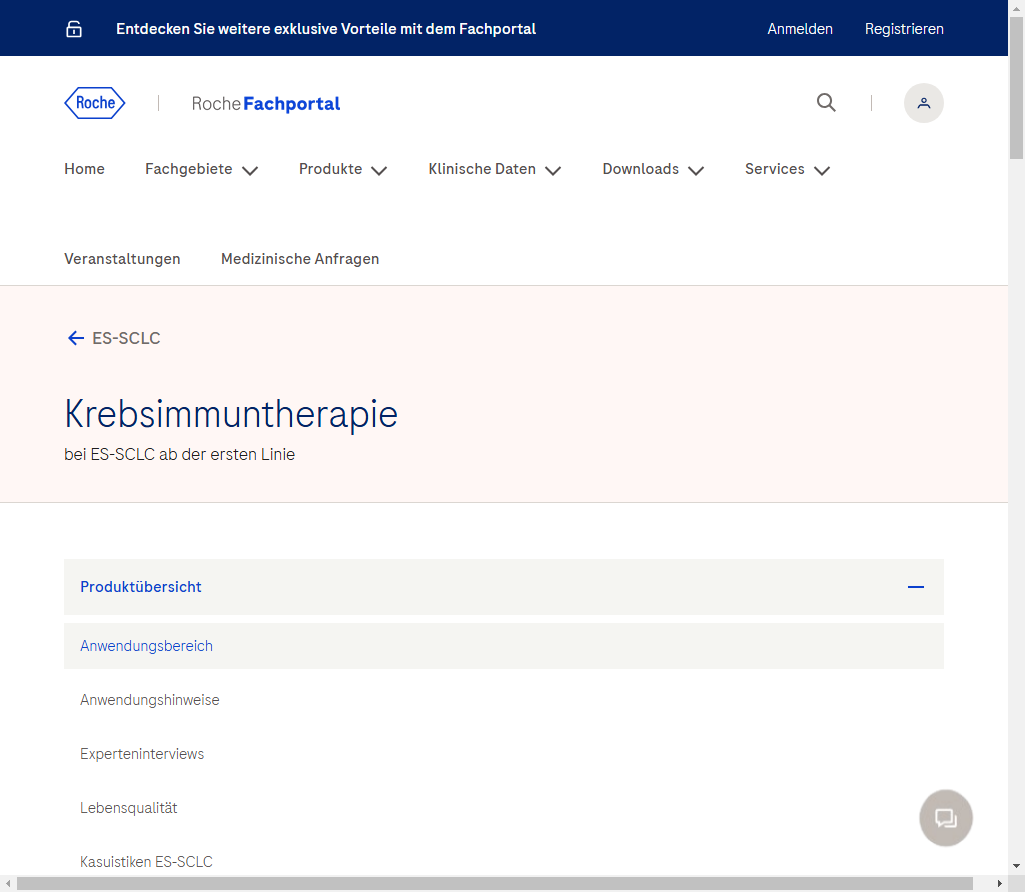 Entdecken Sie weitere exklusive Vorteile mit dem Fachportal
Anmelden
Registrieren
Roche
Roche Fachportal
Home
Fachgebiete
Produkte
Klinische Daten
Downloads
Services
Veranstaltungen
Medizinische Anfragen
ES-SCLC
Krebsimmuntherapie
bei ES-SCLC ab der ersten Linie
Produktübersicht
Anwendungsbereich
Anwendungshinweise
Experteninterviews
Lebensqualität
Kasuistiken ES-SCLC